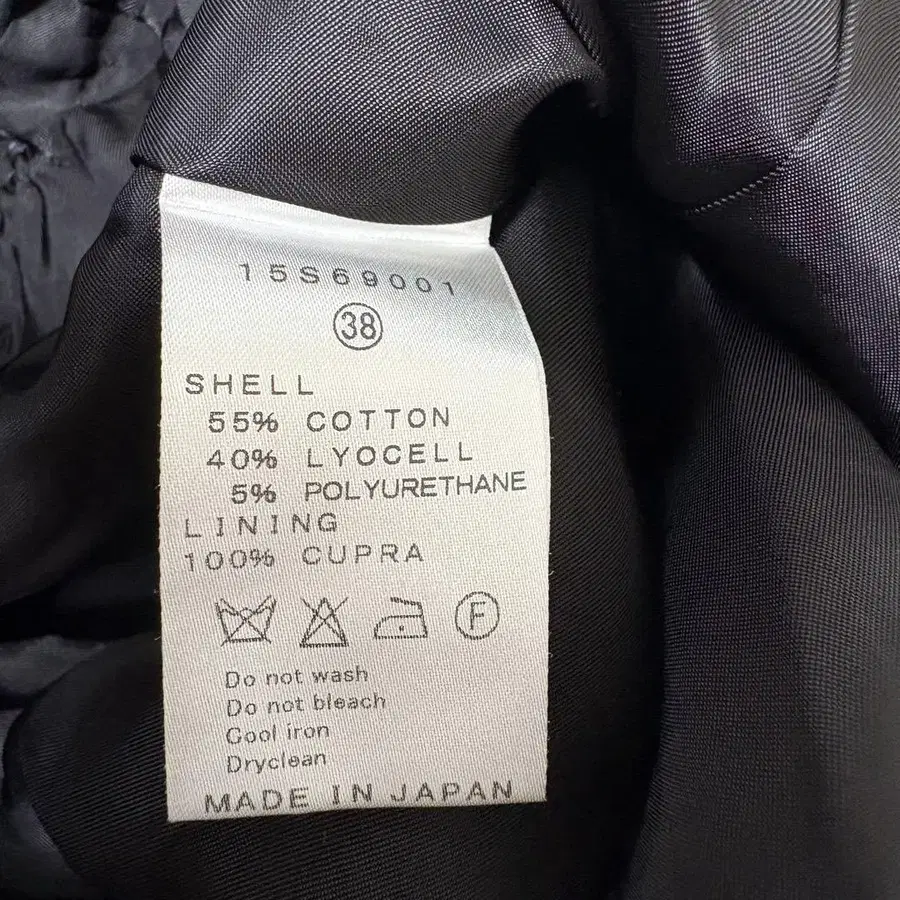 15S69001
38
SHELL
55% COTTON
40% LYOCELL
5% POLYURETHANE
LINING
100% CUPRA
F
Do not wash
Do not bleach
Cool iron
Dryclean
MADE IN JAPAN